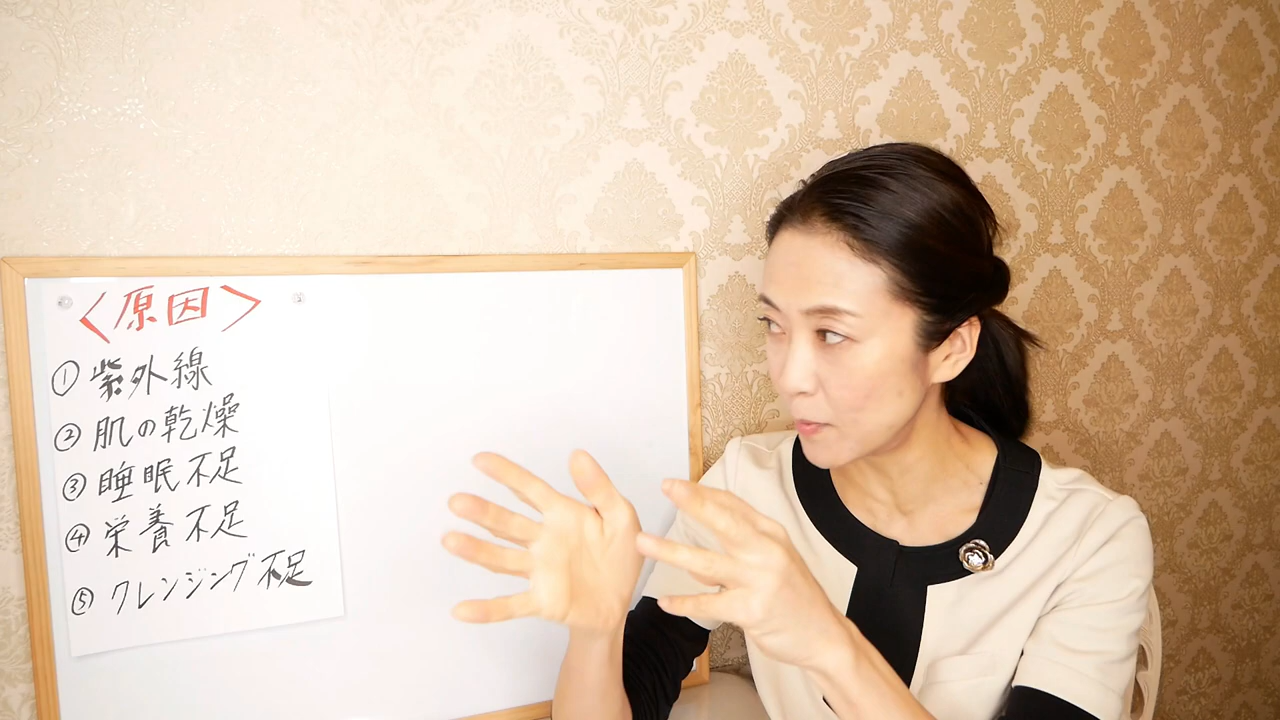 <原因>
① 紫外線
② 肌の乾燥
③ 睡眠不足
④ 栄養不足
⑤ クレンジング不足